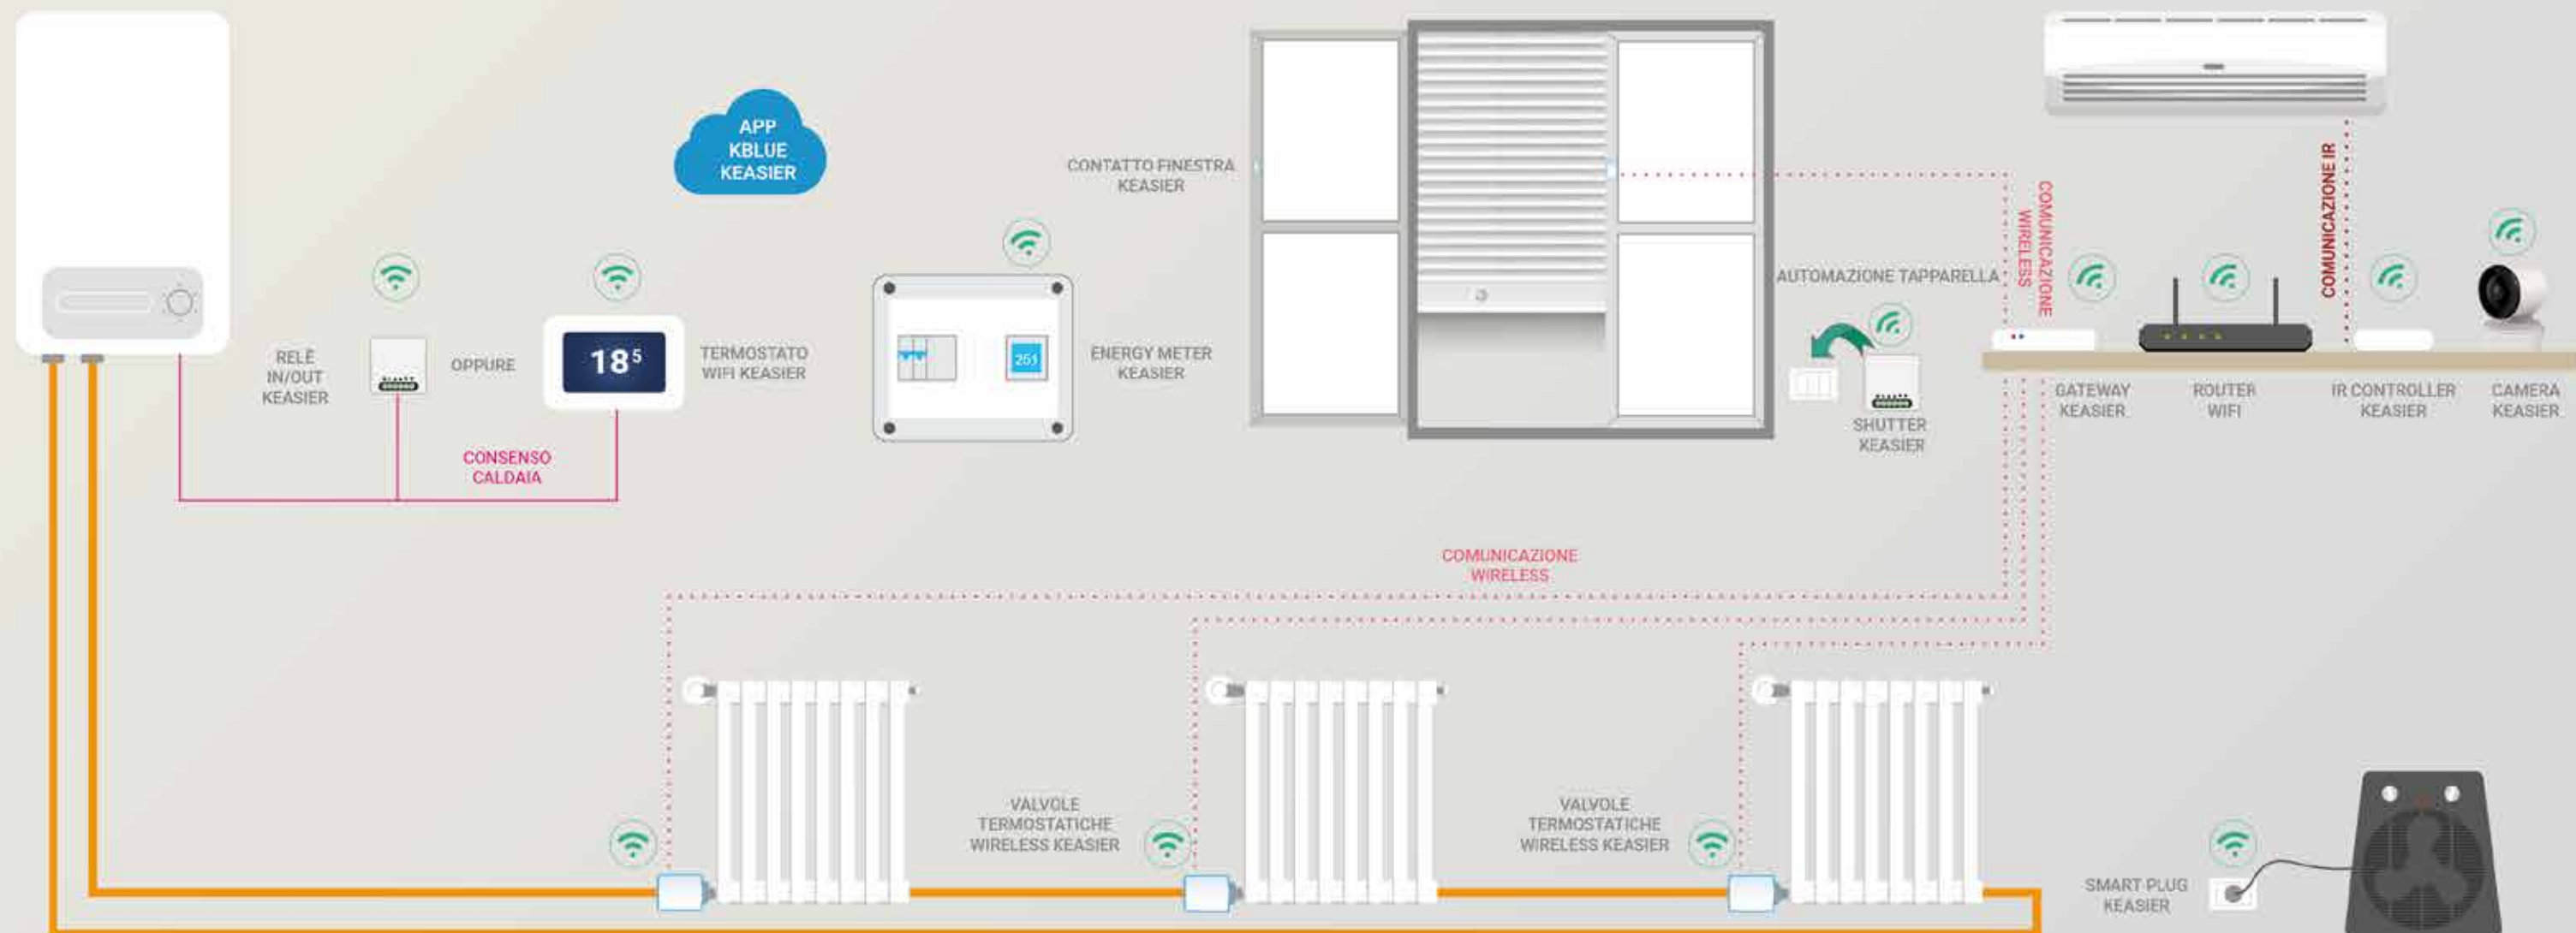 APP
KBLUE
KEASIER
CONTATTO FINESTRA
KEASIER
COMUNICAZIONE
WIRELESS
COMUNICAZIONE IR
RELÈ
IN/OUT
KEASIER
OPPURE
18⁵
TERMOSTATO
WIFI KEASIER
251
ENERGY METER
KEASIER
AUTOMAZIONE TAPPARELLA
SHUTTER
KEASIER
GATEWAY
KEASIER
ROUTER
WIFI
IR CONTROLLER
KEASIER
CAMERA
KEASIER
CONSENSO
CALDAIA
COMUNICAZIONE
WIRELESS
VALVOLE
TERMOSTATICHE
WIRELESS KEASIER
VALVOLE
TERMOSTATICHE
WIRELESS KEASIER
SMART PLUG
KEASIER